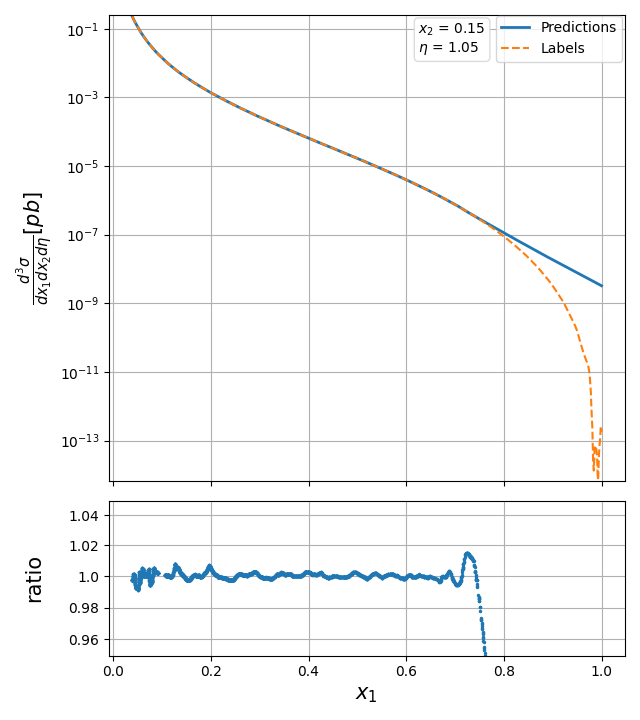 x₂ = 0.15
η = 1.05
Predictions
Labels
d³σ/dx₁dx₂dη [pb]
10⁻¹
10⁻³
10⁻⁵
10⁻⁷
10⁻⁹
10⁻¹¹
10⁻¹³
ratio
1.04
1.02
1.0
0.98
0.96
0.0 0.2 0.4 0.6 0.8 1.0
x₁